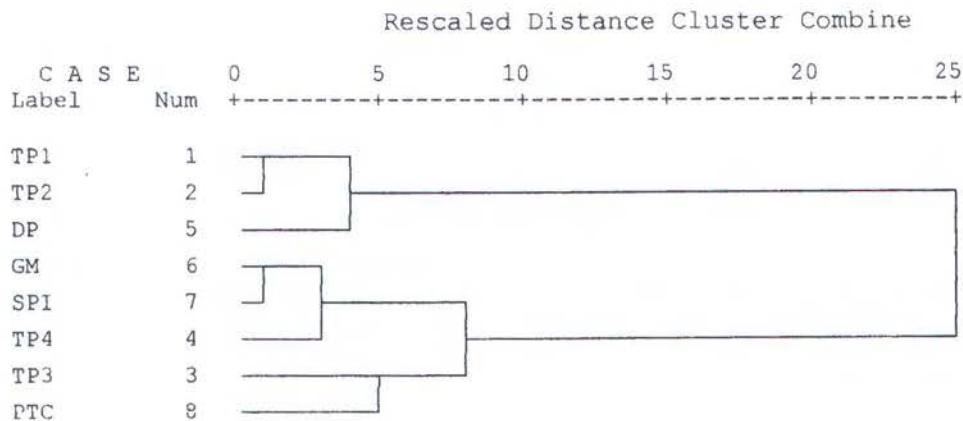 Rescaled Distance Cluster Combine
C A S E 0 5 10 15 20 25
Label Num +---------+---------+---------+---------+---------+
TP1 1
TP2 2
DP 5
GM 6
SPI 7
TP4 4
TP3 3
PTC 8